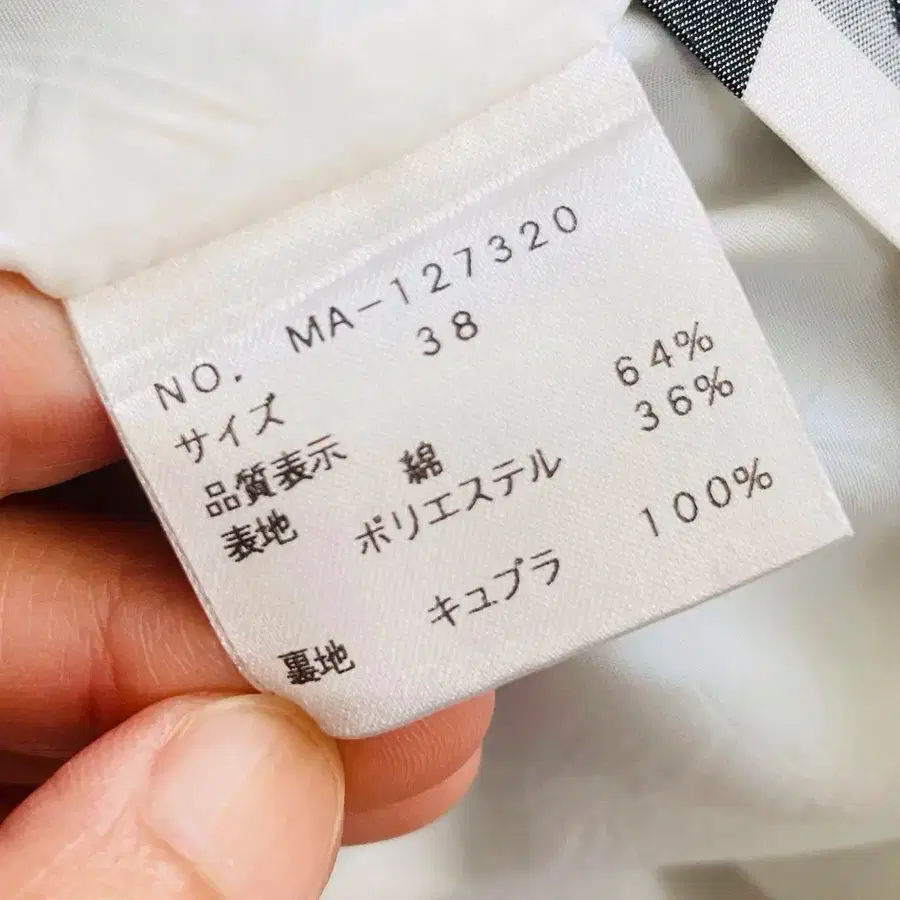 NO. MA-127320
サイズ 38
品質表示
表地 綿 64%
ポリエステル 36%
裏地 キュプラ 100%